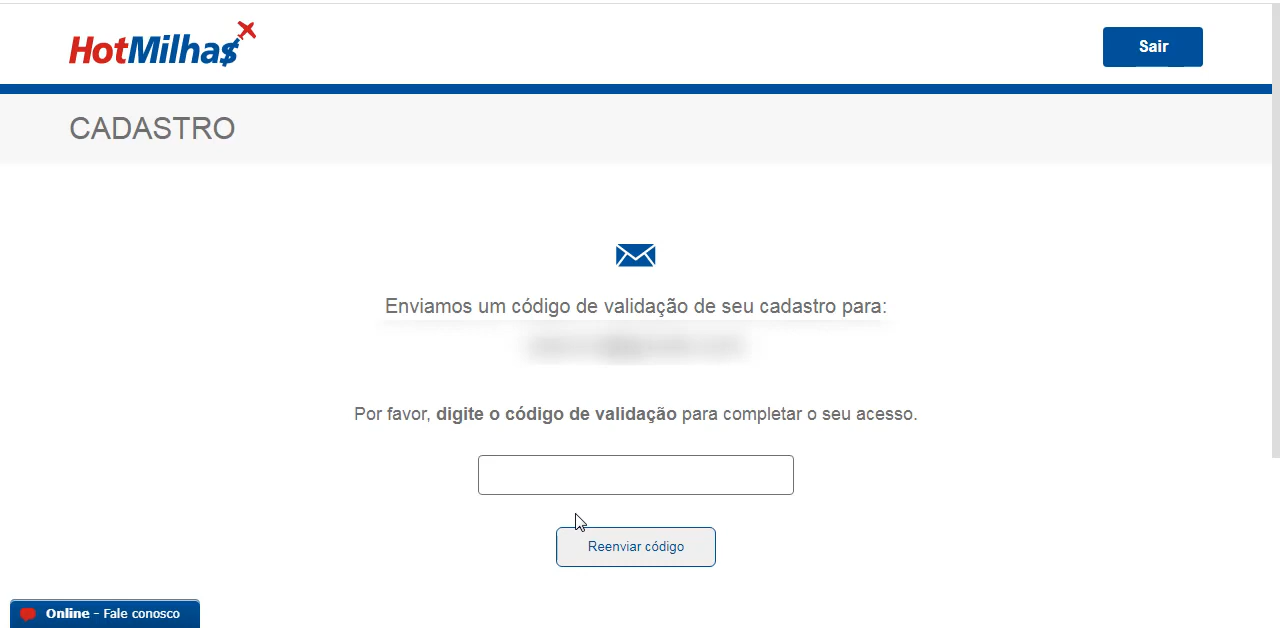 HotMilhas
Sair
CADASTRO
Enviamos um código de validação de seu cadastro para:
Por favor, digite o código de validação para completar o seu acesso.
Reenviar código
Online - Fale conosco